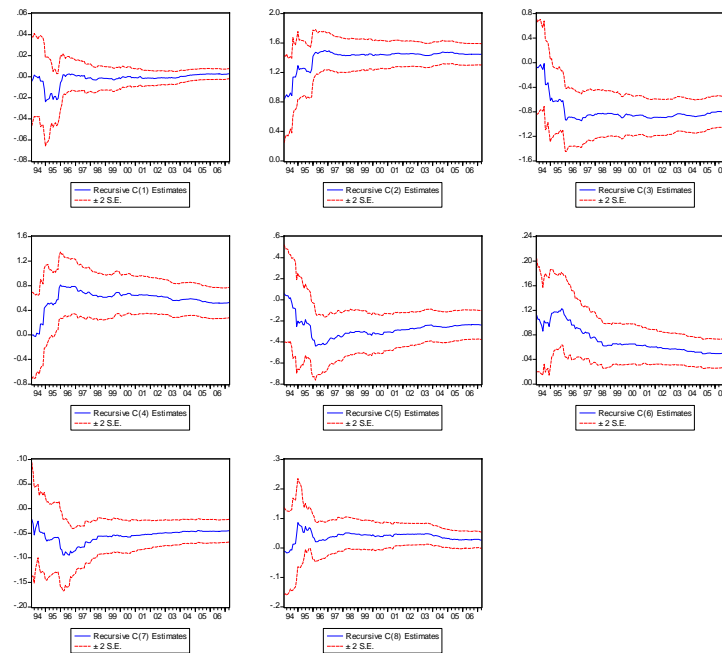 .06
.04
.02
.00
-.02
-.04
-.06
-.08
94 95 96 97 98 99 00 01 02 03 04 05 06
Recursive C(1) Estimates
± 2 S.E.
2.0
1.6
1.2
0.8
0.4
0.0
94 95 96 97 98 99 00 01 02 03 04 05 06
Recursive C(2) Estimates
± 2 S.E.
0.8
0.4
0.0
-0.4
-0.8
-1.2
-1.6
94 95 96 97 98 99 00 01 02 03 04 05 06
Recursive C(3) Estimates
± 2 S.E.
1.6
1.2
0.8
0.4
0.0
-0.4
-0.8
94 95 96 97 98 99 00 01 02 03 04 05 06
Recursive C(4) Estimates
± 2 S.E.
.6
.4
.2
.0
-.2
-.4
-.6
-.8
94 95 96 97 98 99 00 01 02 03 04 05 06
Recursive C(5) Estimates
± 2 S.E.
.24
.20
.16
.12
.08
.04
.00
94 95 96 97 98 99 00 01 02 03 04 05 06
Recursive C(6) Estimates
± 2 S.E.
.10
.05
.00
-.05
-.10
-.15
-.20
94 95 96 97 98 99 00 01 02 03 04 05 06
Recursive C(7) Estimates
± 2 S.E.
.3
.2
.1
.0
-.1
-.2
94 95 96 97 98 99 00 01 02 03 04 05 06
Recursive C(8) Estimates
± 2 S.E.